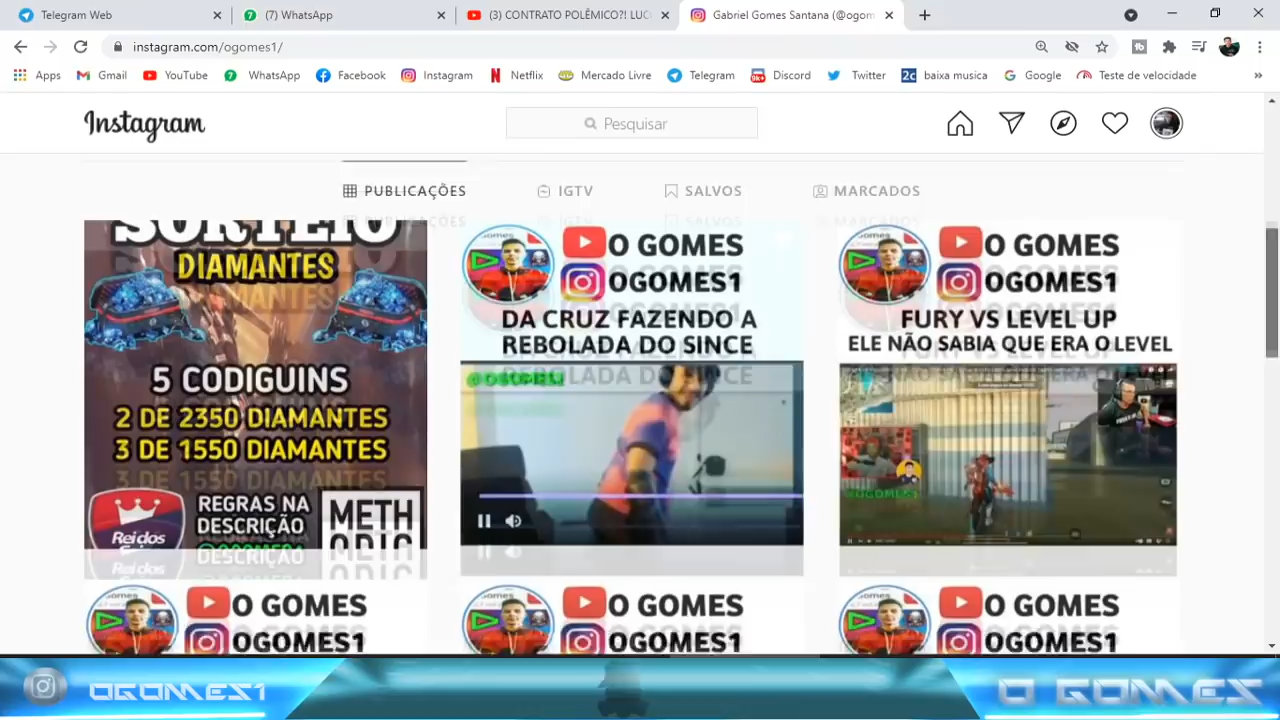 Telegram Web
(7) WhatsApp
(3) CONTRATO POLÊMICO?! LUC
Gabriel Gomes Santana (@ogom
instagram.com/ogomes1/
Apps
Gmail
YouTube
WhatsApp
Facebook
Instagram
Netflix
Mercado Livre
Telegram
Discord
Twitter
baixa musica
Google
Teste de velocidade
Instagram
Pesquisar
PUBLICAÇÕES
IGTV
SALVOS
MARCADOS
SORTEIO
DIAMANTES
5 CODIGUINS
2 DE 2350 DIAMANTES
3 DE 1550 DIAMANTES
REGRAS NA
DESCRIÇÃO
METH
ODIC
O GOMES
OGOMES1
DA CRUZ FAZENDO A
REBOLADA DO SINCE
O GOMES
OGOMES1
FURY VS LEVEL UP
ELE NÃO SABIA QUE ERA O LEVEL
@OGOMES1
O GOMES
OGOMES1
O GOMES
OGOMES1
O GOMES
OGOMES1
OGOMES1
O GOMES